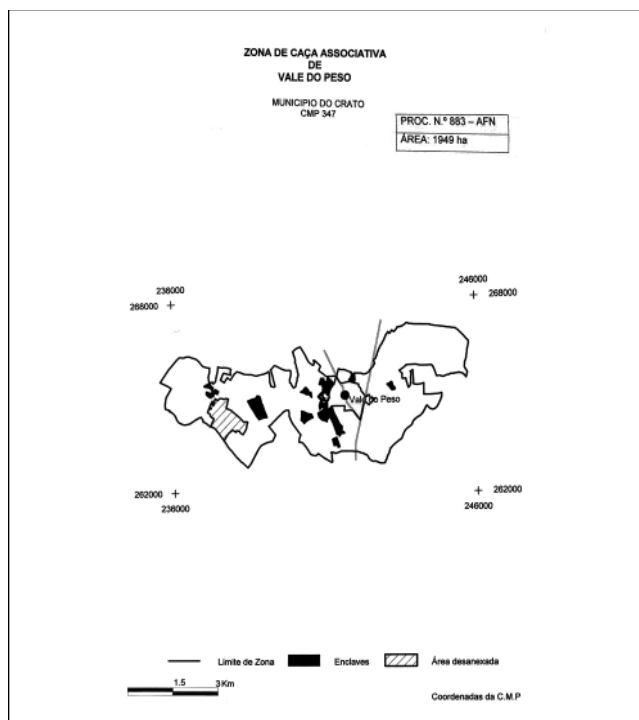 ZONA DE CAÇA ASSOCIATIVA
DE
VALE DO PESO
MUNICIPIO DO CRATO
CMP 347
PROC. N.º 883 – AFN
ÁREA: 1949 ha
236000
268000
246000
268000
Vale do Peso
262000
236000
262000
246000
Limite de Zona
Enclaves
Área desanexada
1.5
3Km
Coordenadas da C.M.P